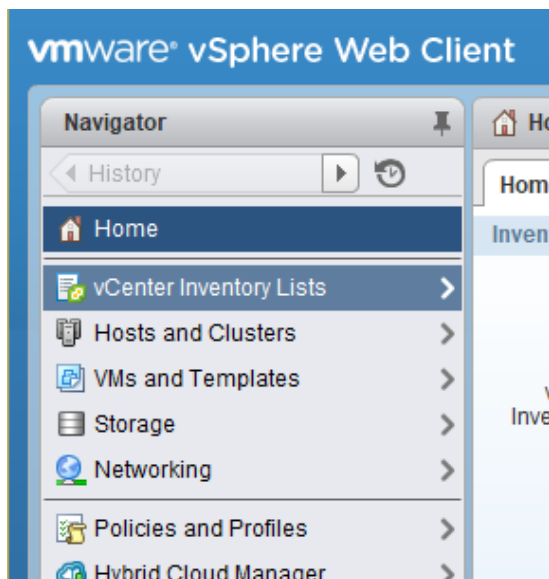 vmware® vSphere Web Client
Navigator
History
Home
vCenter Inventory Lists
Hosts and Clusters
VMs and Templates
Storage
Networking
Policies and Profiles
Hybrid Cloud Manager